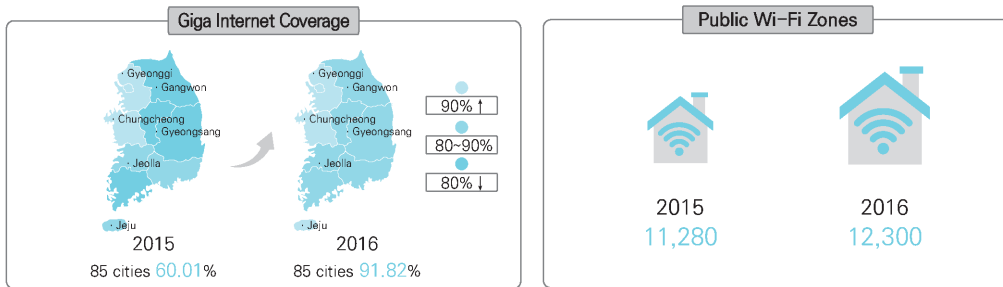 Giga Internet Coverage
· Gyeonggi
· Gangwon
· Chungcheong
· Gyeongsang
· Jeolla
· Jeju
2015
85 cities 60.01%
· Gyeonggi
· Gangwon
· Chungcheong
· Gyeongsang
· Jeolla
· Jeju
2016
85 cities 91.82%
90% ↑
80~90%
80% ↓
Public Wi-Fi Zones
2015
11,280
2016
12,300